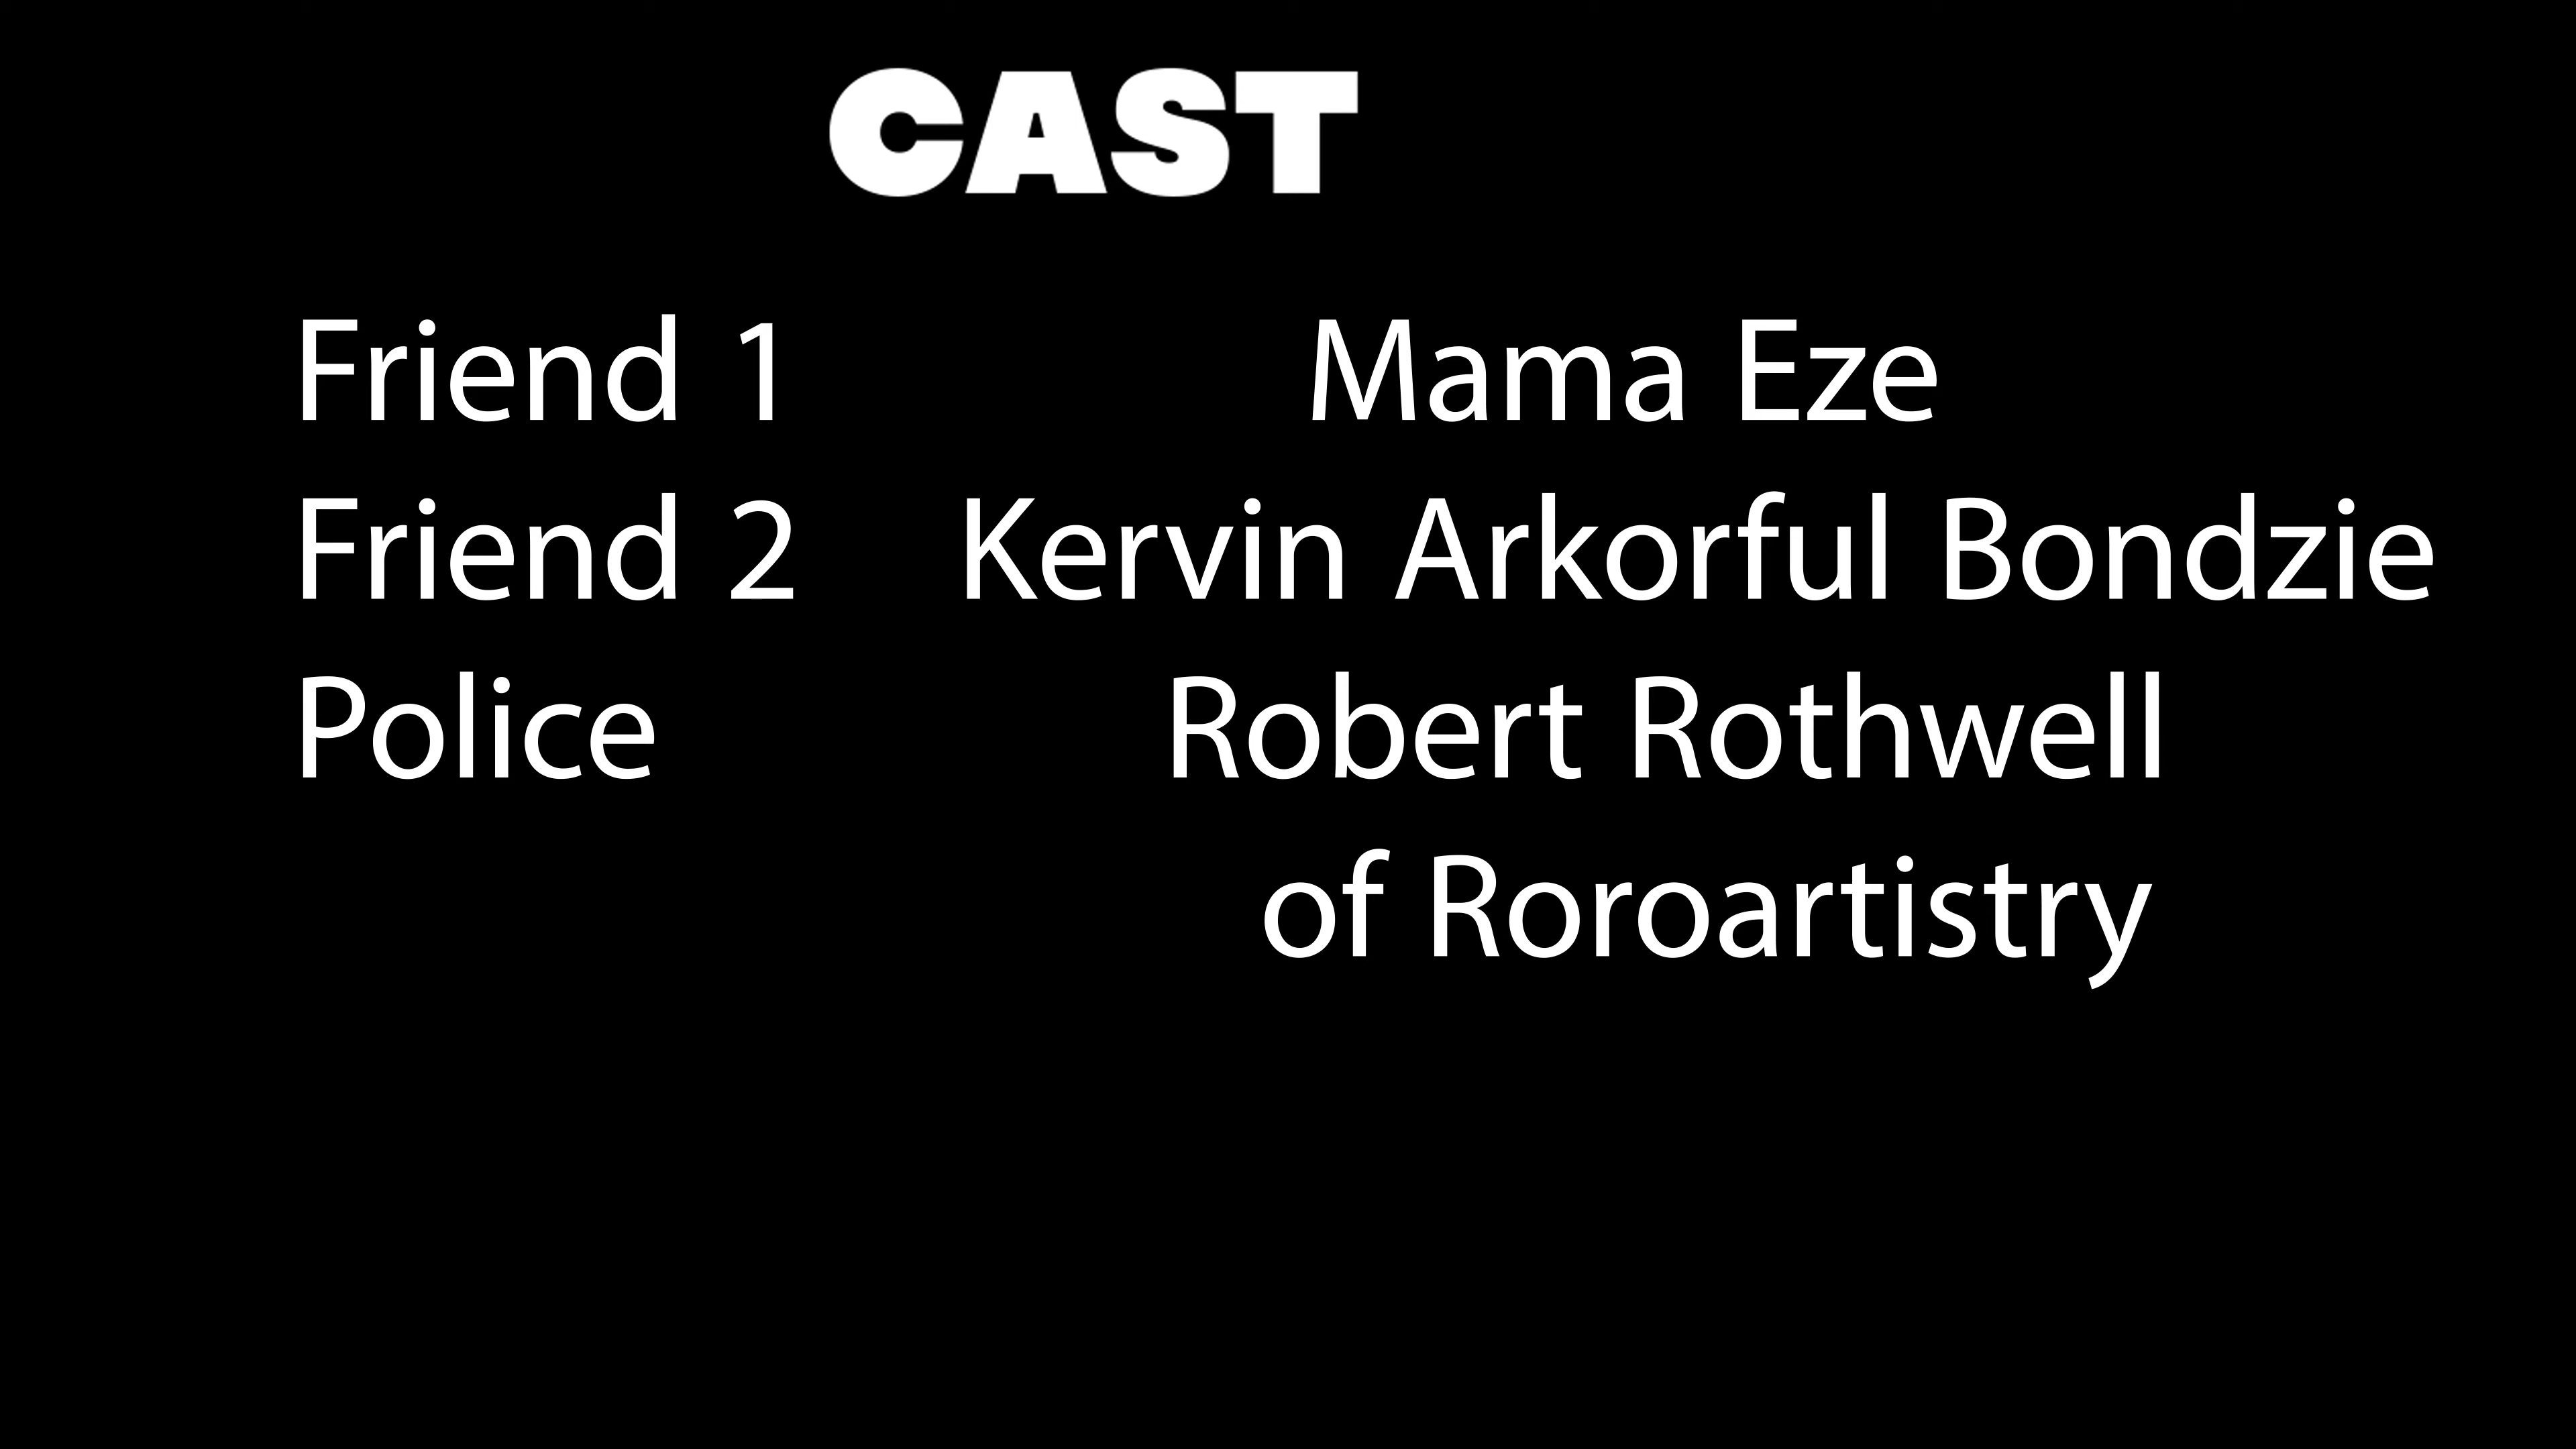 CAST
Friend 1 Mama Eze
Friend 2 Kervin Arkorful Bondzie
Police Robert Rothwell
of Roroartistry